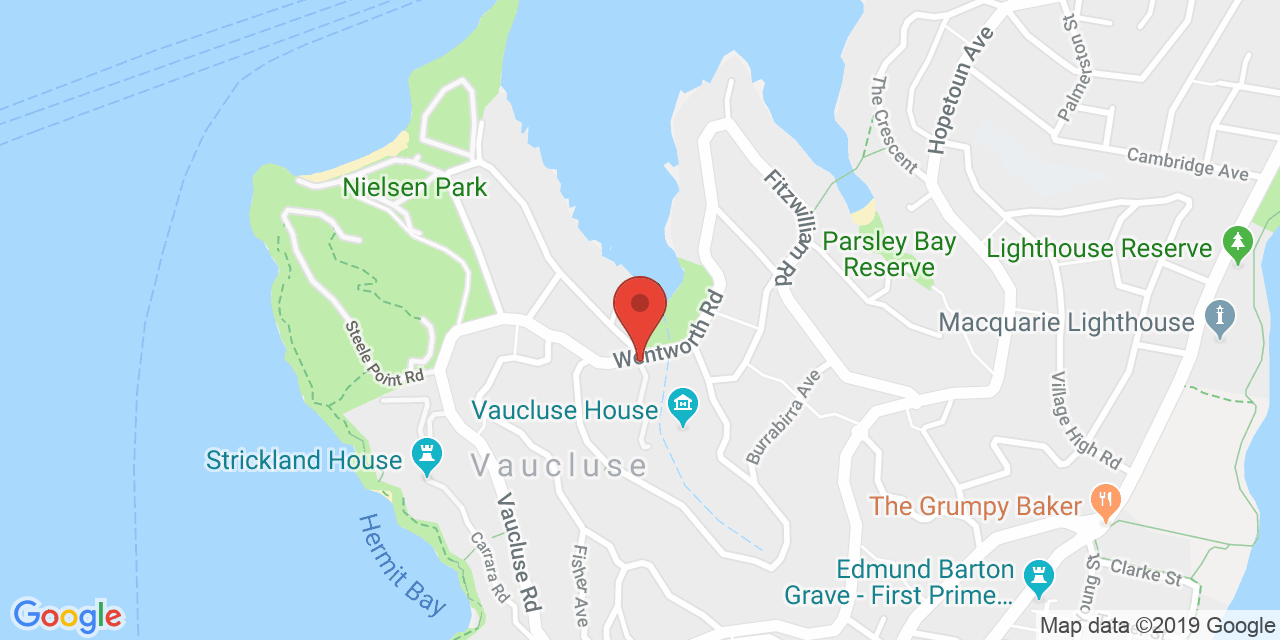 Palmerston St
Hopetoun Ave
The Crescent
Cambridge Ave
Nielsen Park
Fitzwilliam Rd
Parsley Bay
Reserve
Lighthouse Reserve
Macquarie Lighthouse
Steele Point Rd
Wentworth Rd
Vaucluse House
Burrabirra Ave
Village High Rd
Strickland House
Vaucluse
The Grumpy Baker
Hermit Bay
Vaucluse Rd
Carrara Rd
Fisher Ave
Edmund Barton
Grave - First Prime...
Young St
Clarke St
Google
Map data ©2019 Google